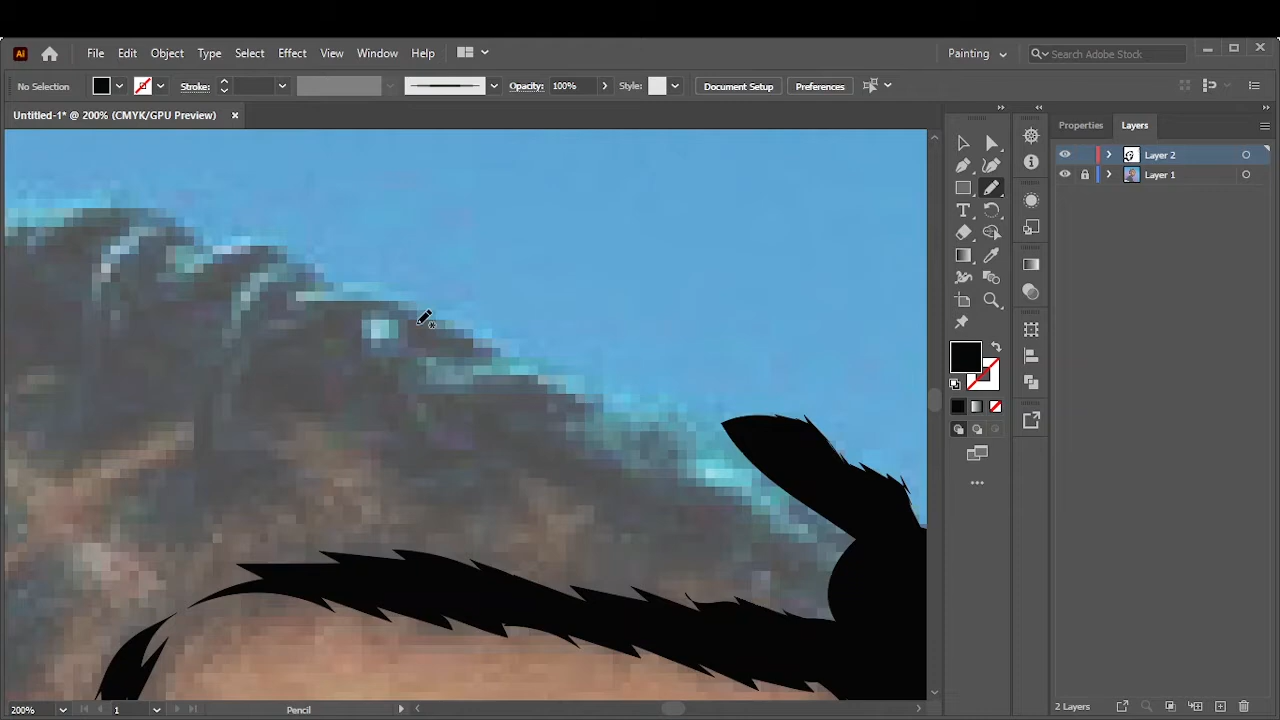 Ai File Edit Object Type Select Effect View Window Help Painting Search Adobe Stock
No Selection Stroke: Opacity: 100% Style: Document Setup Preferences
Untitled-1* @ 200% (CMYK/GPU Preview) × Properties Layers
Layer 2
Layer 1
200% 1 Pencil 2 Layers